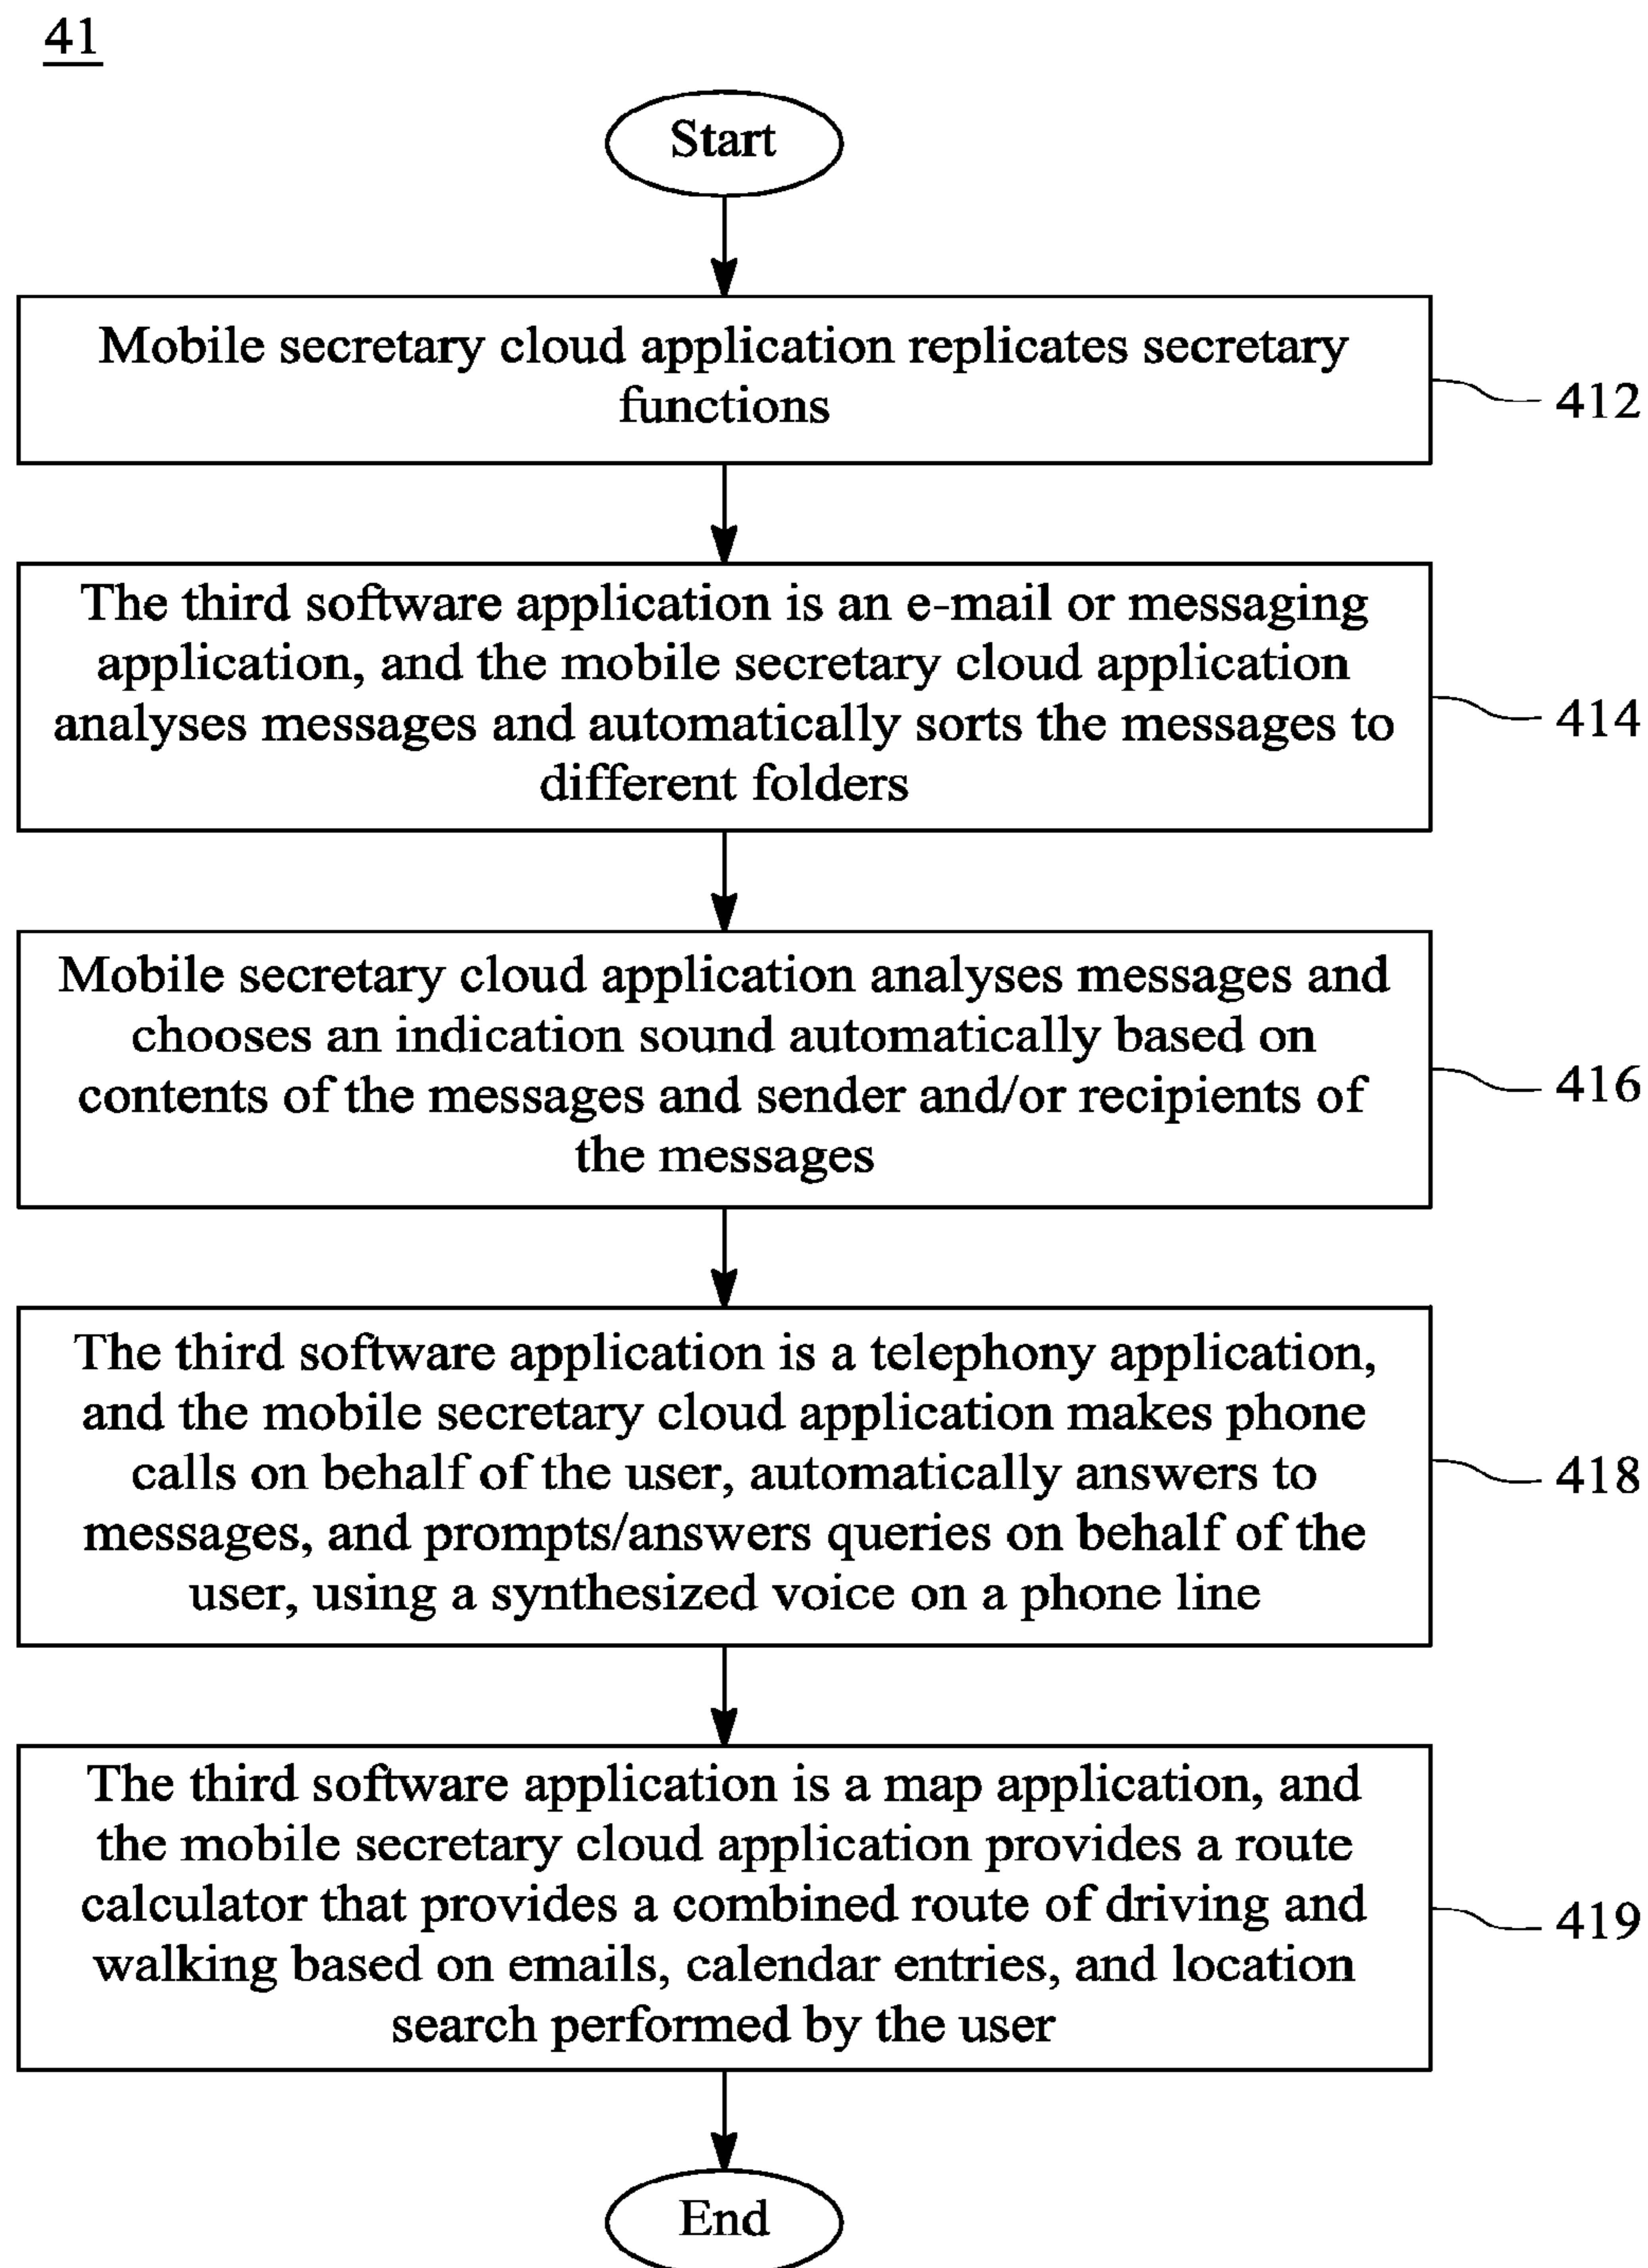 41
Start
Mobile secretary cloud application replicates secretary
functions
412
The third software application is an e-mail or messaging
application, and the mobile secretary cloud application
analyses messages and automatically sorts the messages to
different folders
414
Mobile secretary cloud application analyses messages and
chooses an indication sound automatically based on
contents of the messages and sender and/or recipients of
the messages
416
The third software application is a telephony application,
and the mobile secretary cloud application makes phone
calls on behalf of the user, automatically answers to
messages, and prompts/answers queries on behalf of the
user, using a synthesized voice on a phone line
418
The third software application is a map application, and
the mobile secretary cloud application provides a route
calculator that provides a combined route of driving and
walking based on emails, calendar entries, and location
search performed by the user
419
End